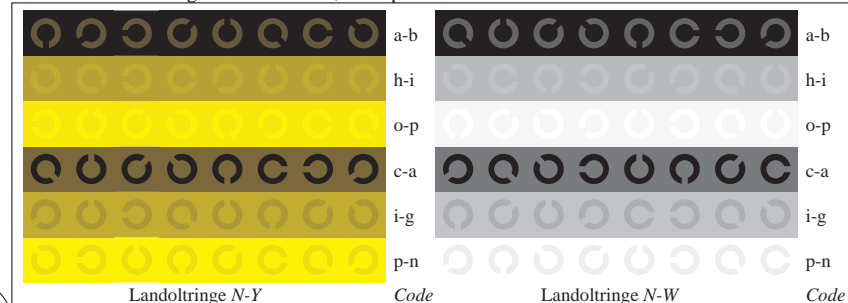 a-b a-b
h-i h-i
o-p o-p
c-a c-a
i-g i-g
p-n p-n
Landoltringe N-Y Code Landoltringe N-W Code